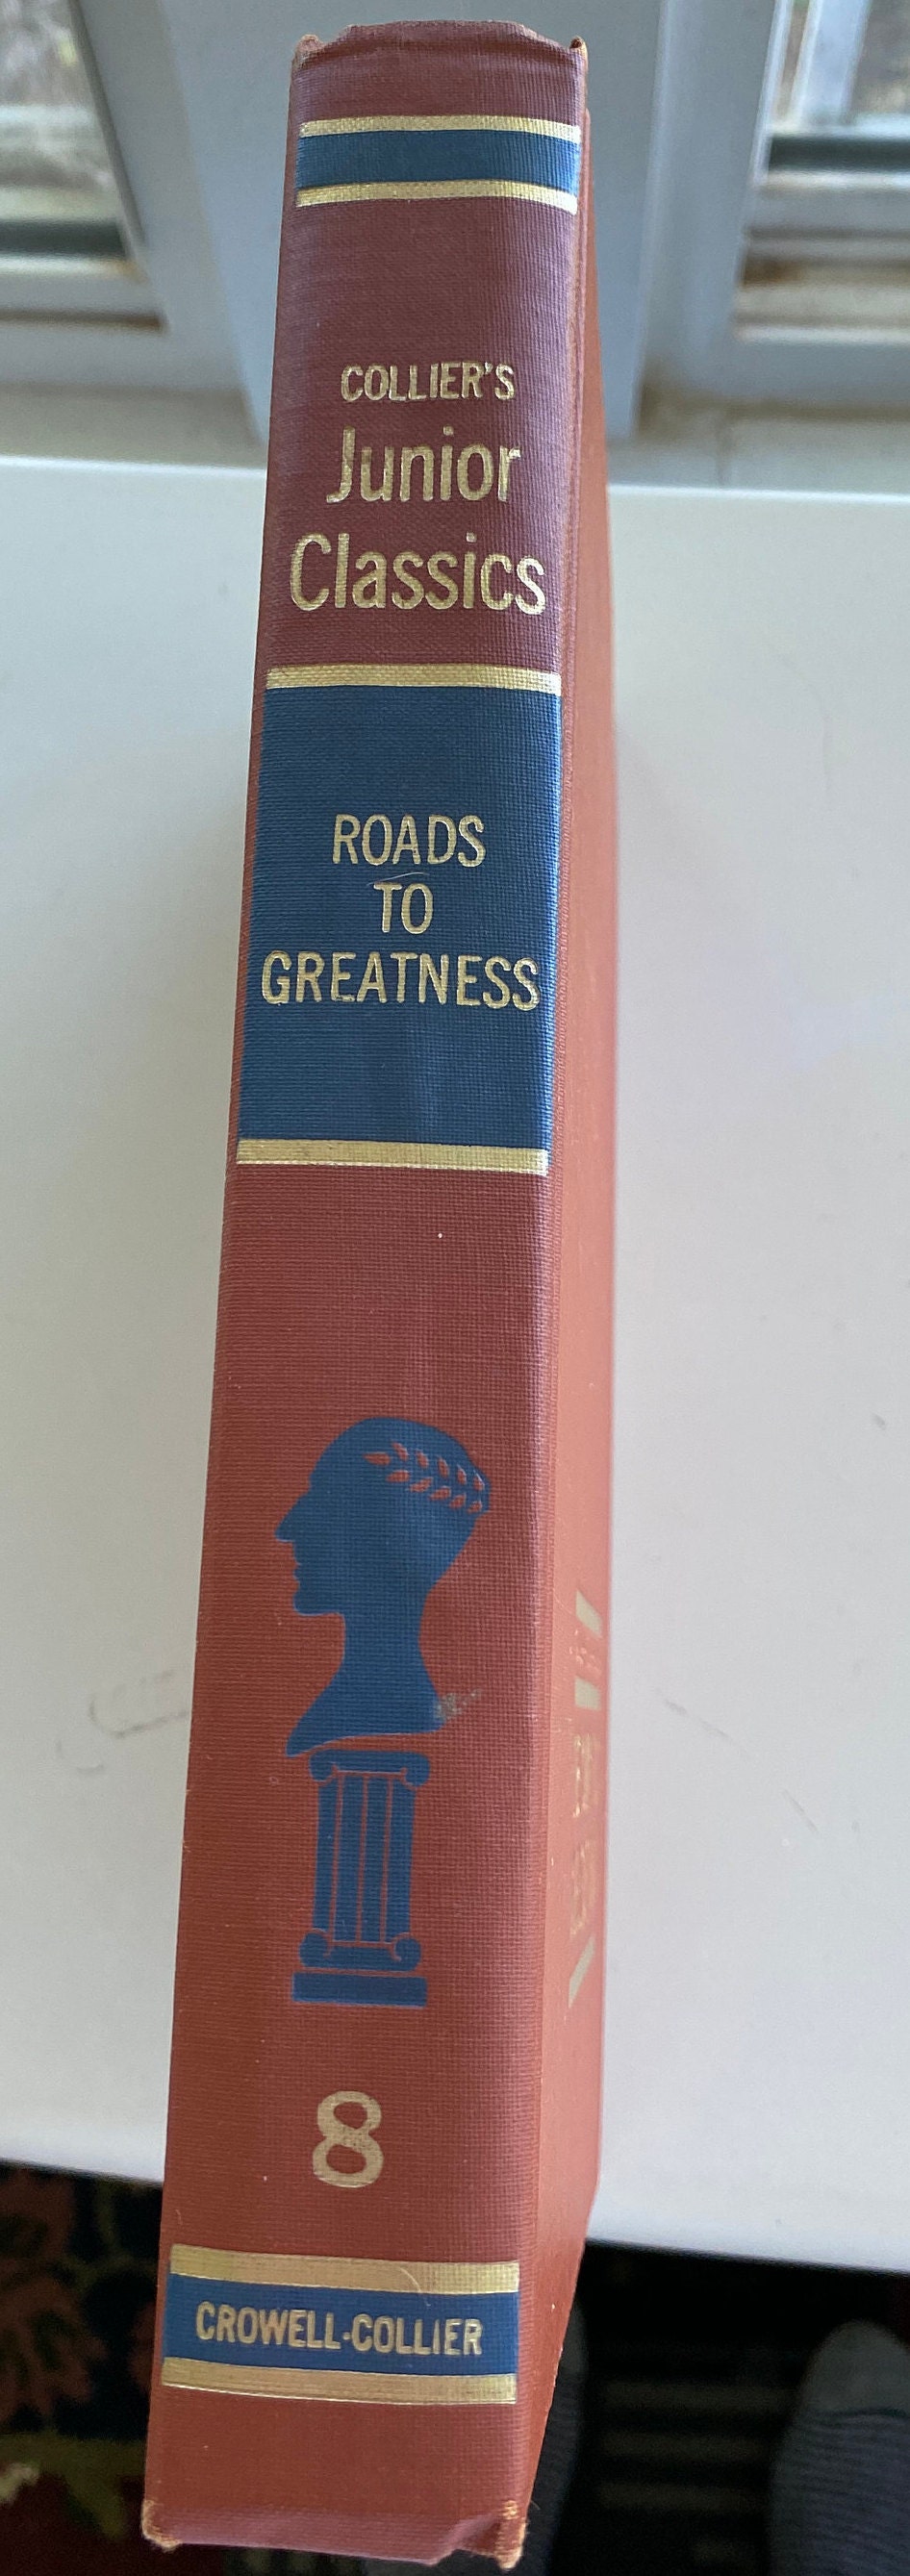 COLLIER'S
Junior
Classics
ROADS
TO
GREATNESS
8
CROWELL-COLLIER